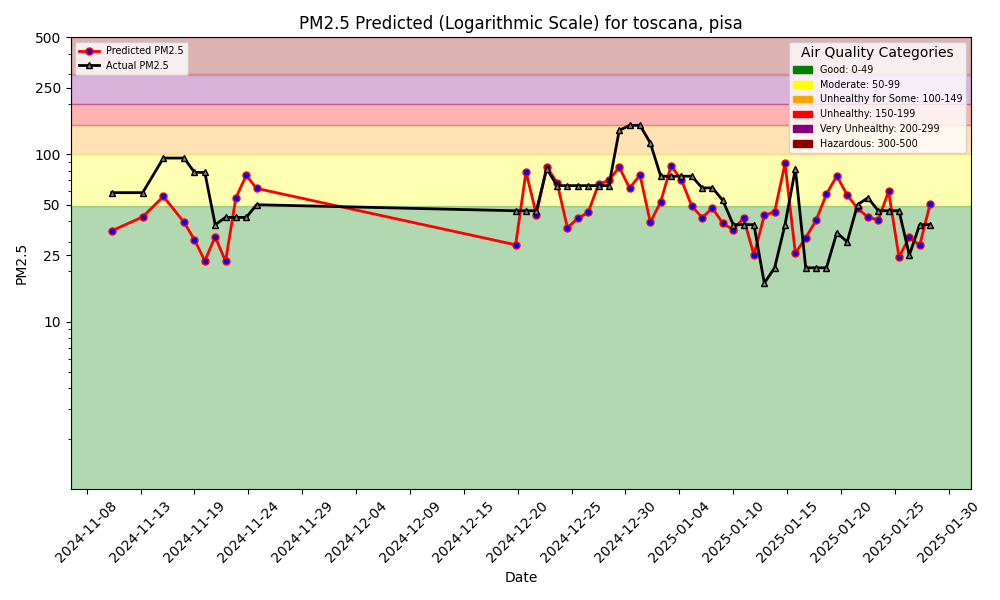 PM2.5 Predicted (Logarithmic Scale) for toscana, pisa
Predicted PM2.5
Actual PM2.5
Air Quality Categories
Good: 0-49
Moderate: 50-99
Unhealthy for Some: 100-149
Unhealthy: 150-199
Very Unhealthy: 200-299
Hazardous: 300-500
PM2.5
500
250
100
50
25
10
2024-11-08
2024-11-13
2024-11-19
2024-11-24
2024-11-29
2024-12-04
2024-12-09
2024-12-15
2024-12-20
2024-12-25
2024-12-30
2025-01-04
2025-01-10
2025-01-15
2025-01-20
2025-01-25
2025-01-30
Date